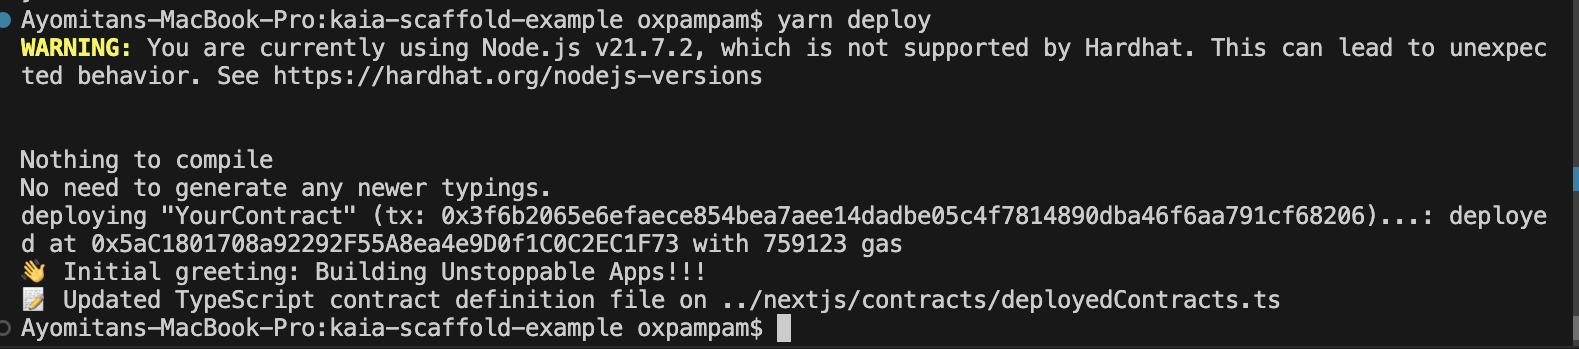 Ayomitans-MacBook-Pro:kaia-scaffold-example oxpampam$ yarn deploy
WARNING: You are currently using Node.js v21.7.2, which is not supported by Hardhat. This can lead to unexpec
ted behavior. See https://hardhat.org/nodejs-versions
Nothing to compile
No need to generate any newer typings.
deploying "YourContract" (tx: 0x3f6b2065e6efaece854bea7aee14dadbe05c4f7814890dba46f6aa791cf68206)...: deploye
d at 0x5aC1801708a92292F55A8ea4e9D0f1C0C2EC1F73 with 759123 gas
👋 Initial greeting: Building Unstoppable Apps!!!
📝 Updated TypeScript contract definition file on ../nextjs/contracts/deployedContracts.ts
Ayomitans-MacBook-Pro:kaia-scaffold-example oxpampam$